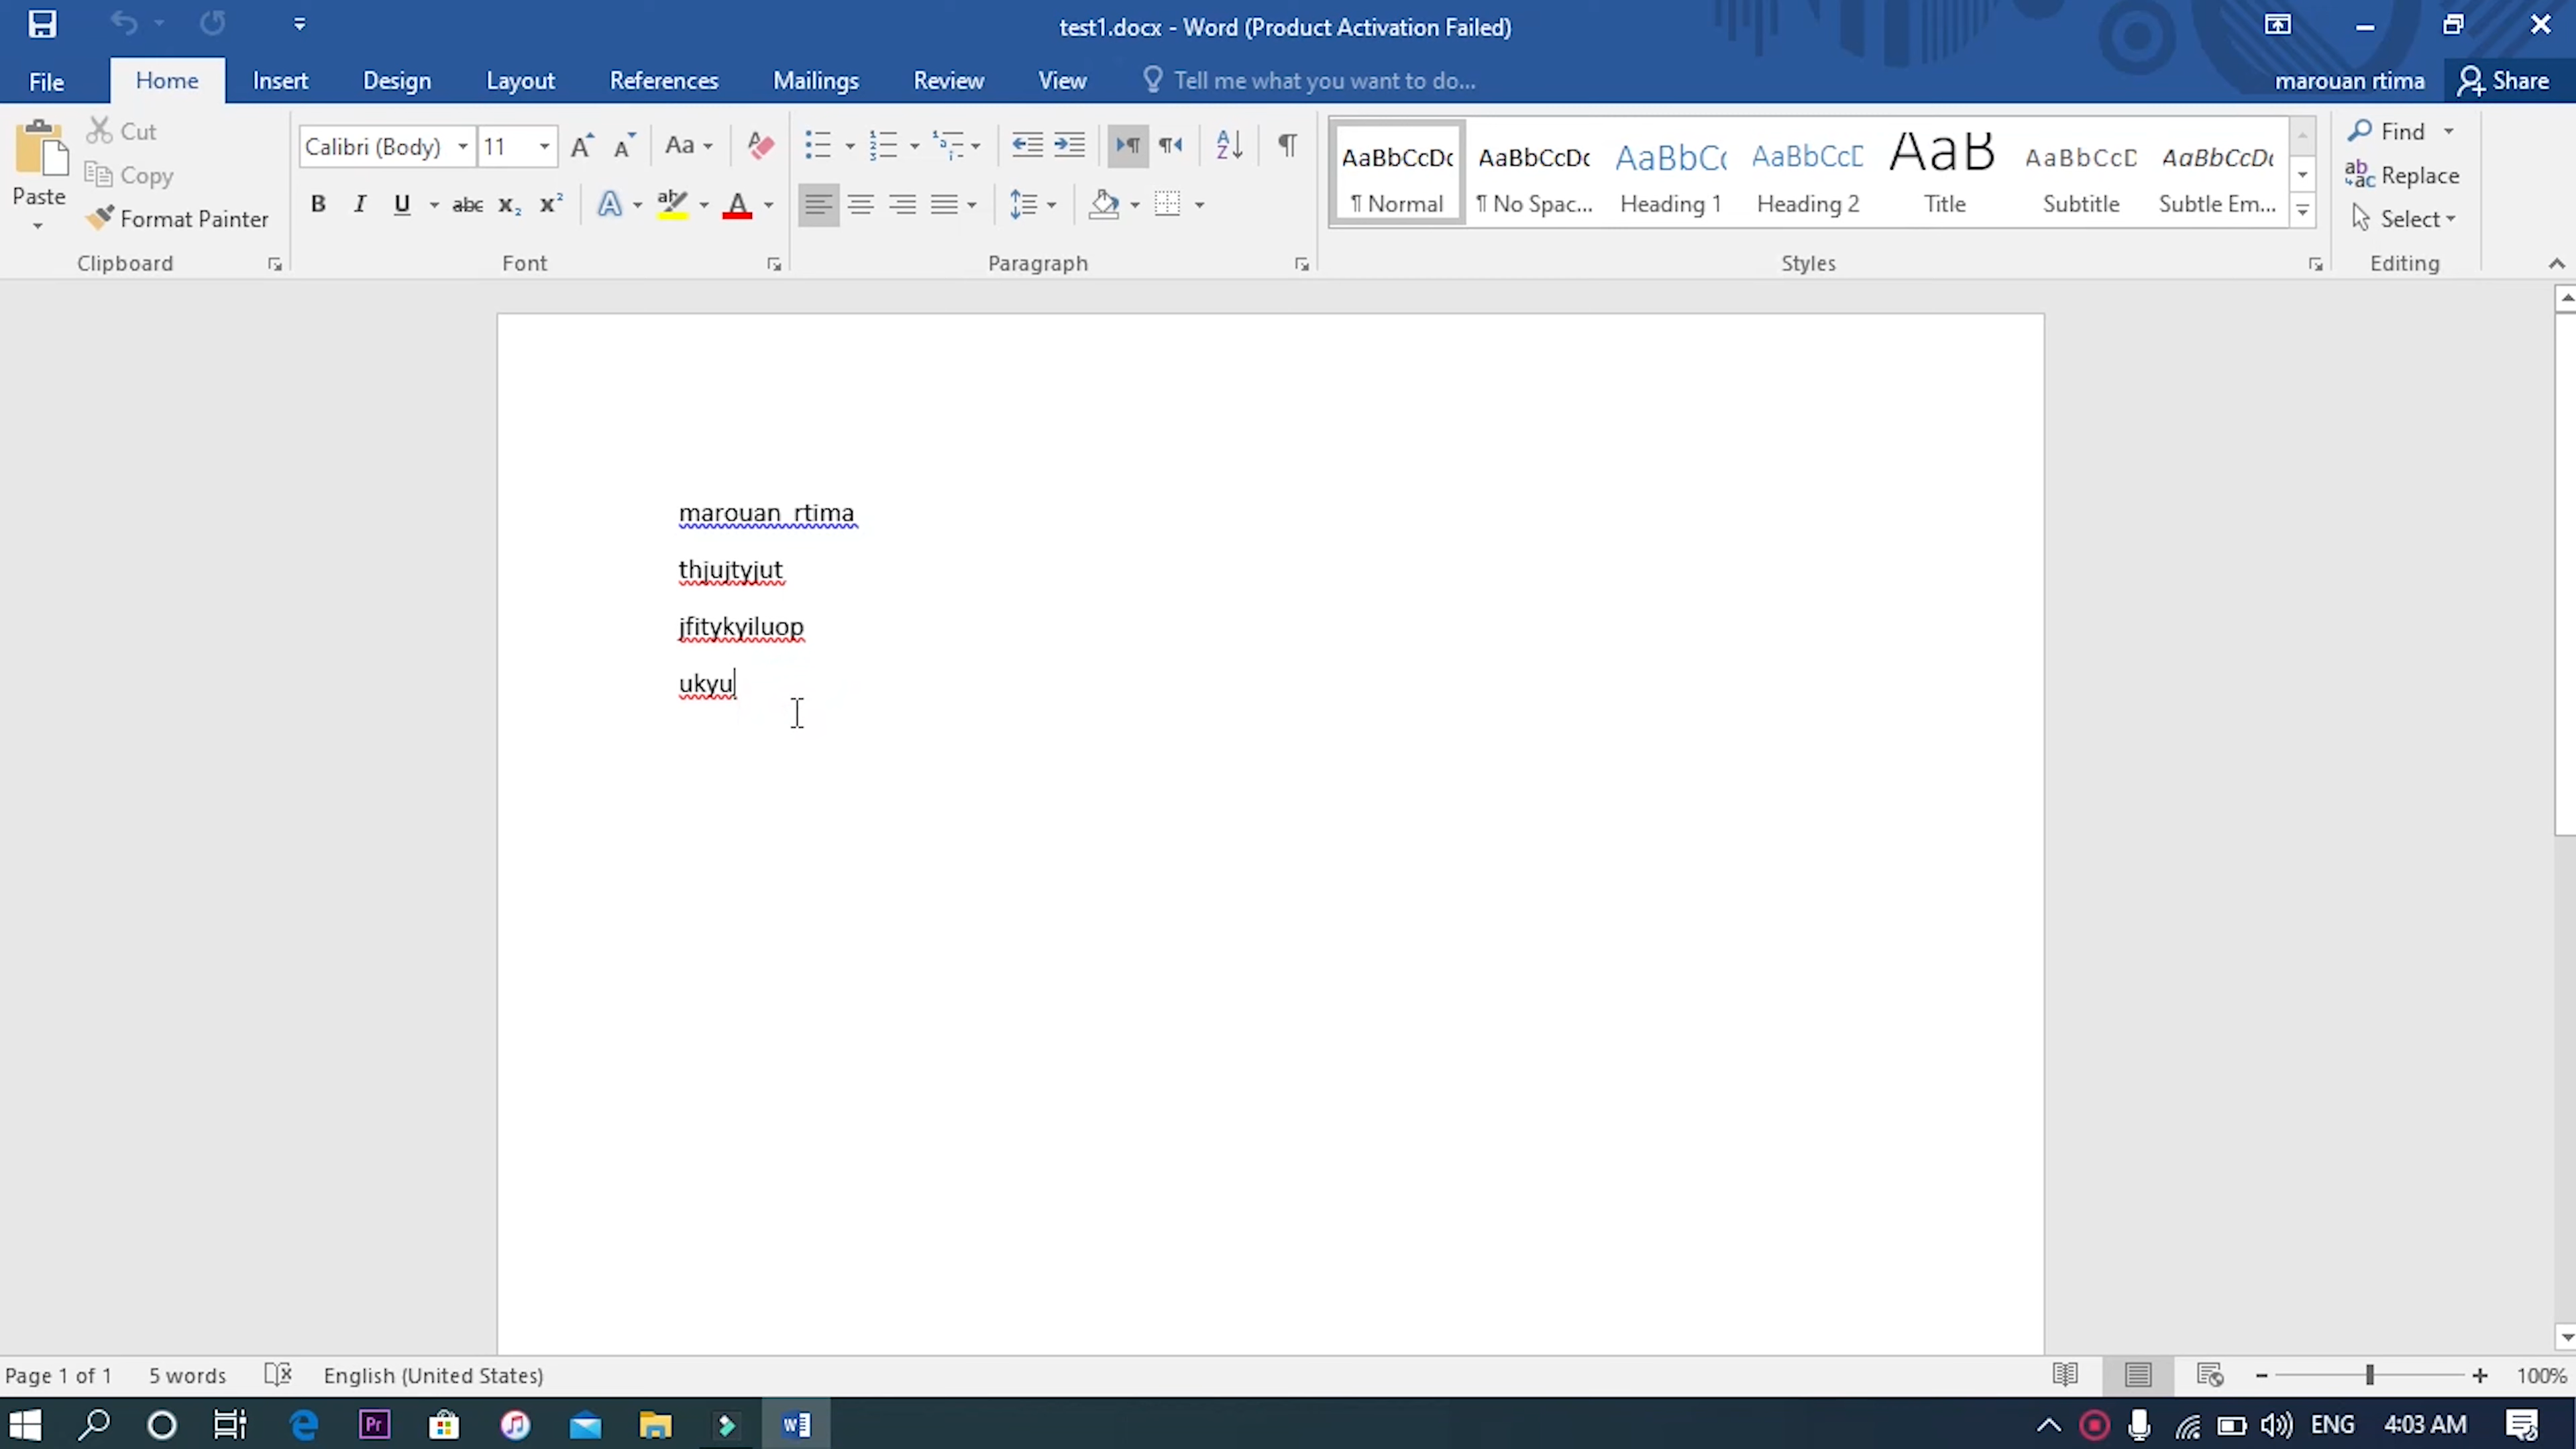 test1.docx - Word (Product Activation Failed)
File Home Insert Design Layout References Mailings Review View Tell me what you want to do... marouan rtima Share
Paste
Cut
Copy
Format Painter
Clipboard
Calibri (Body) 11
Font
Paragraph
AaBbCcDc AaBbCcDc AaBbCc AaBbCcD AaB AaBbCcD AaBbCcDc
¶ Normal ¶ No Spac... Heading 1 Heading 2 Title Subtitle Subtle Em...
Styles
Find
Replace
Select
Editing
marouan rtima
thjujtyjut
jfitykyiluop
ukyu
Page 1 of 1 5 words English (United States) 100%
Pr ENG 4:03 AM